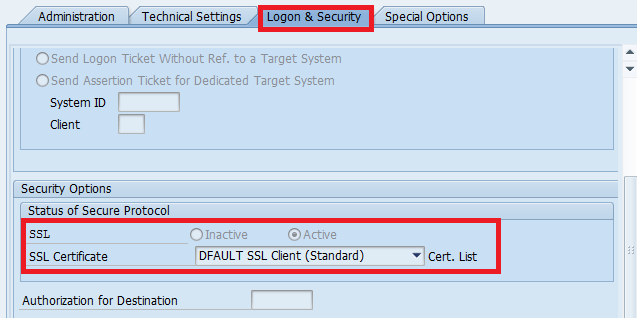 Administration Technical Settings Logon & Security Special Options
Send Logon Ticket Without Ref. to a Target System
Send Assertion Ticket for Dedicated Target System
System ID
Client
Security Options
Status of Secure Protocol
SSL Inactive Active
SSL Certificate DFAULT SSL Client (Standard) Cert. List
Authorization for Destination